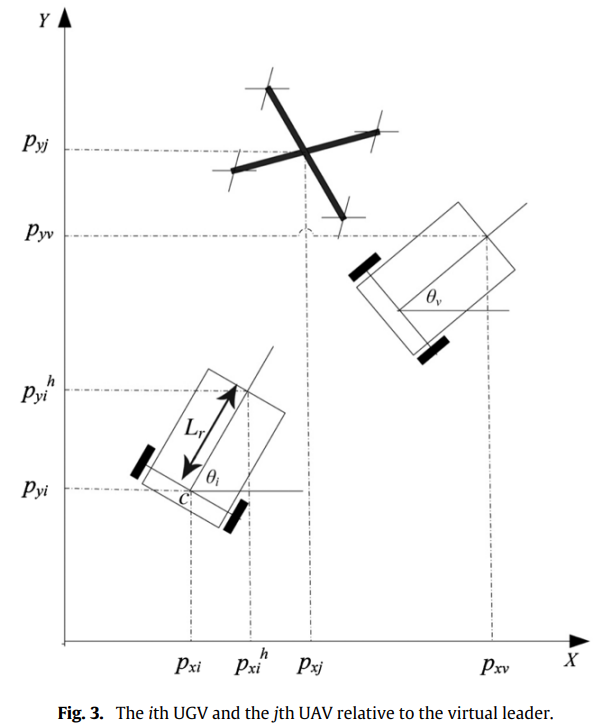 Y
p_yj
p_yv
θ_v
p_yi^h
L_r
θ_i
p_yi
c
p_xi p_xi^h p_xj p_xv X
Fig. 3. The ith UGV and the jth UAV relative to the virtual leader.